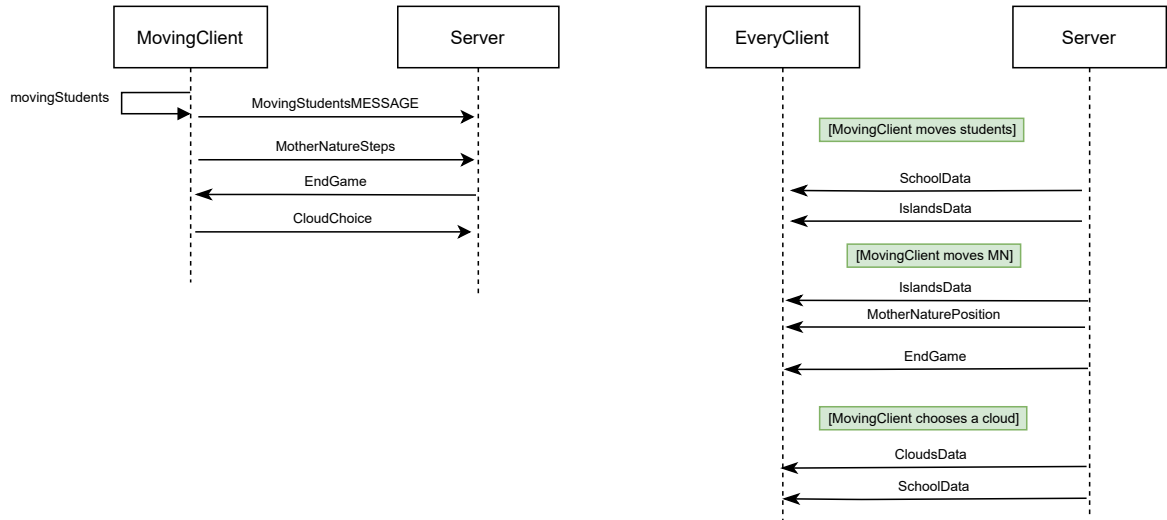 MovingClient
Server
movingStudents
MovingStudentsMESSAGE
MotherNatureSteps
EndGame
CloudChoice
EveryClient
Server
[MovingClient moves students]
SchoolData
IslandsData
[MovingClient moves MN]
IslandsData
MotherNaturePosition
EndGame
[MovingClient chooses a cloud]
CloudsData
SchoolData